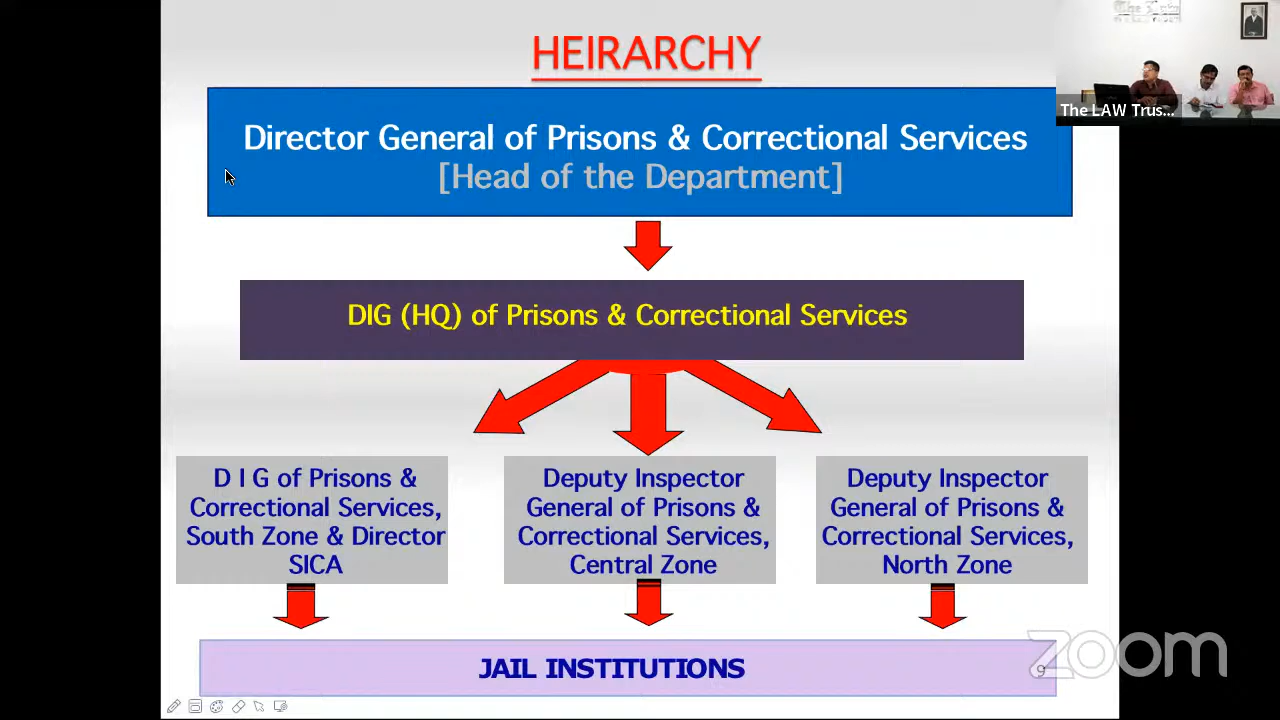 HEIRARCHY
Director General of Prisons & Correctional Services
[Head of the Department]
DIG (HQ) of Prisons & Correctional Services
D I G of Prisons &
Correctional Services,
South Zone & Director
SICA
Deputy Inspector
General of Prisons &
Correctional Services,
Central Zone
Deputy Inspector
General of Prisons &
Correctional Services,
North Zone
JAIL INSTITUTIONS
9
The LAW Trus...
zoom